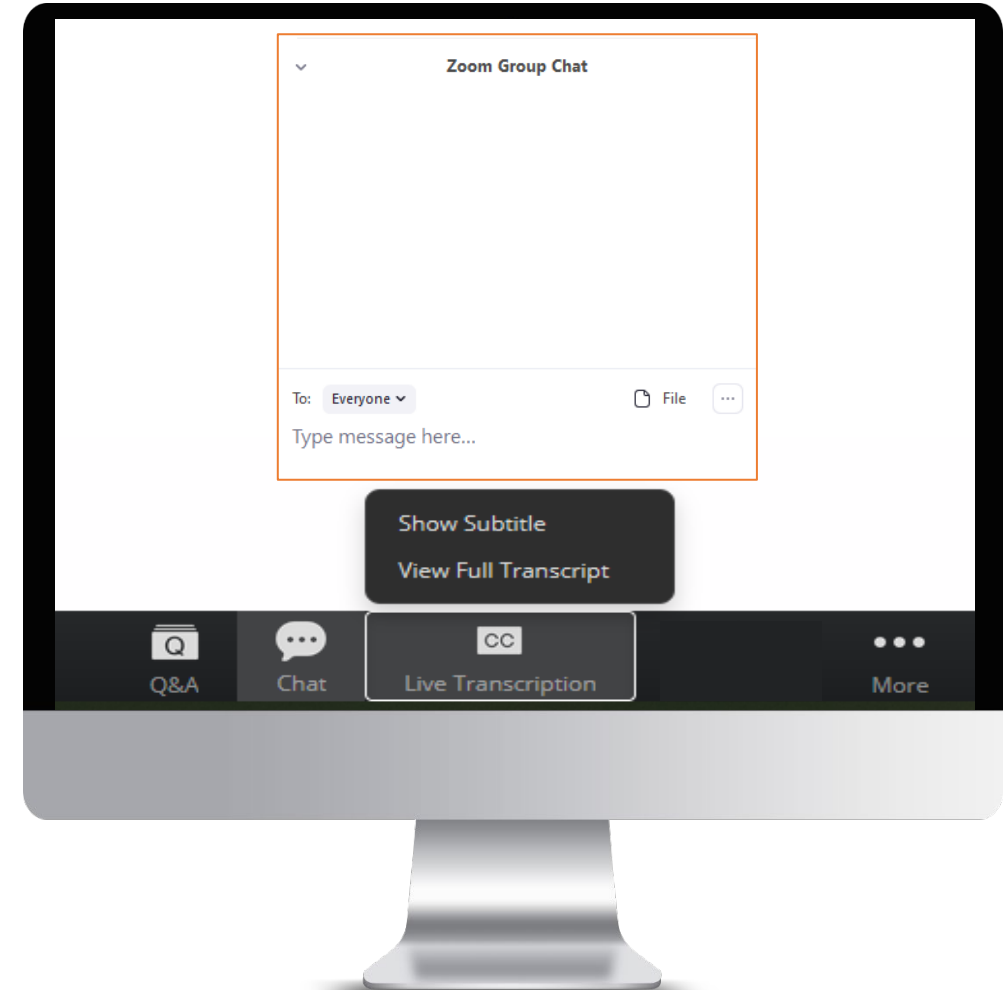 Zoom Group Chat
To: Everyone File ...
Type message here...
Show Subtitle
View Full Transcript
Q CC
Q&A Chat Live Transcription More